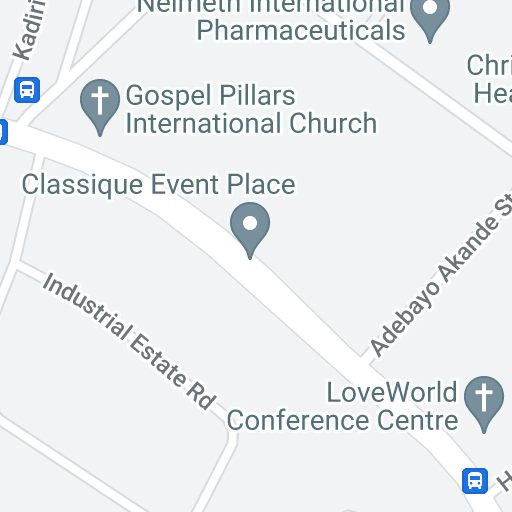 Neimeth International
Pharmaceuticals
Kadiri
Chri
Hea
Gospel Pillars
International Church
Classique Event Place
Adebayo Akande St
Industrial Estate Rd
LoveWorld
Conference Centre
H